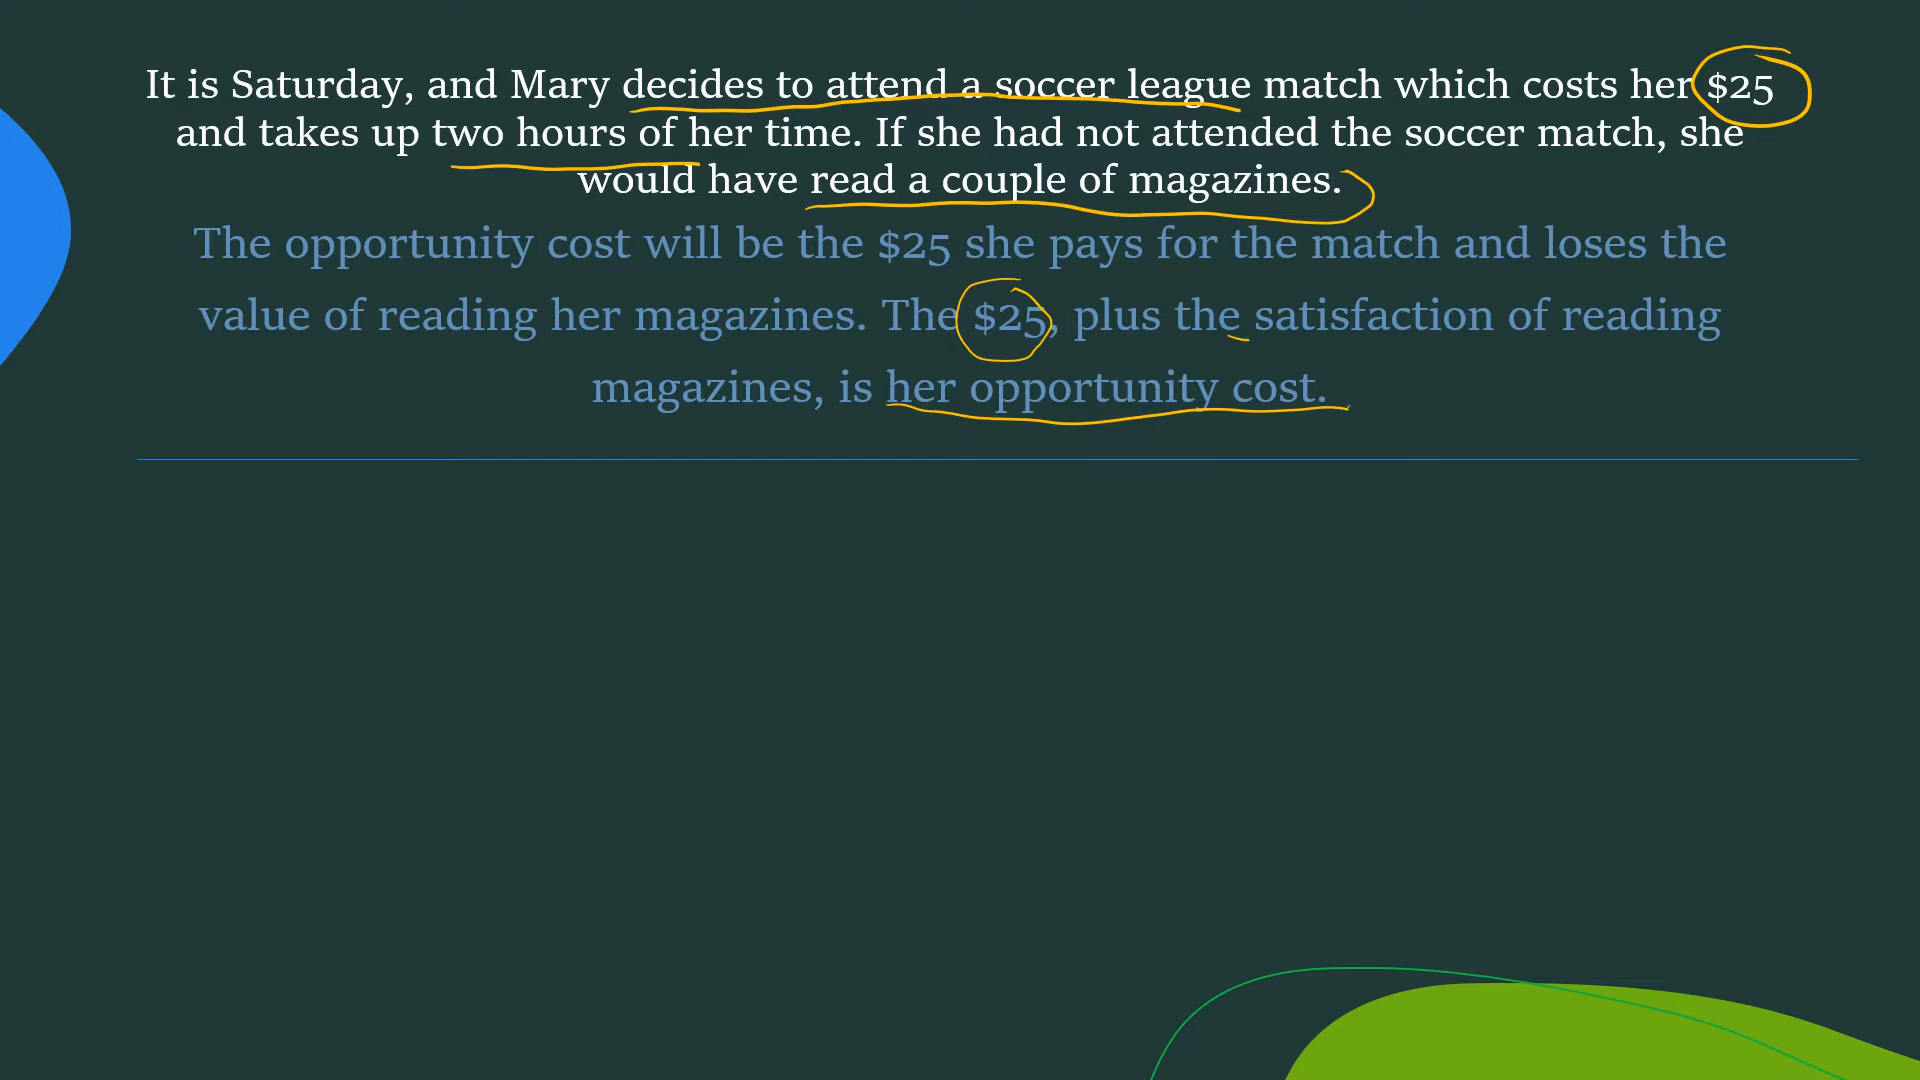 It is Saturday, and Mary decides to attend a soccer league match which costs her $25
and takes up two hours of her time. If she had not attended the soccer match, she
would have read a couple of magazines.
The opportunity cost will be the $25 she pays for the match and loses the
value of reading her magazines. The $25, plus the satisfaction of reading
magazines, is her opportunity cost.